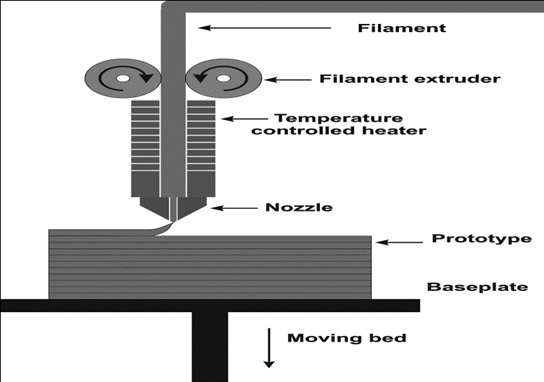 Filament
Filament extruder
Temperature
controlled heater
Nozzle
Prototype
Baseplate
Moving bed